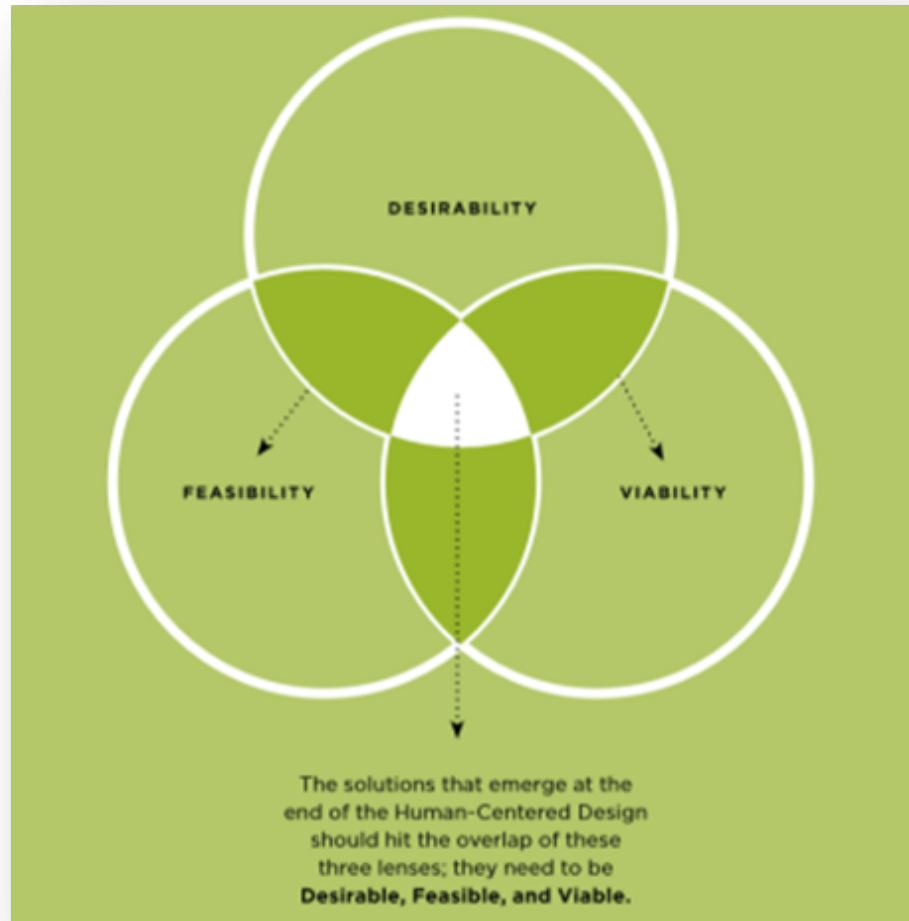 DESIRABILITY
FEASIBILITY
VIABILITY
The solutions that emerge at the
end of the Human-Centered Design
should hit the overlap of these
three lenses; they need to be
Desirable, Feasible, and Viable.